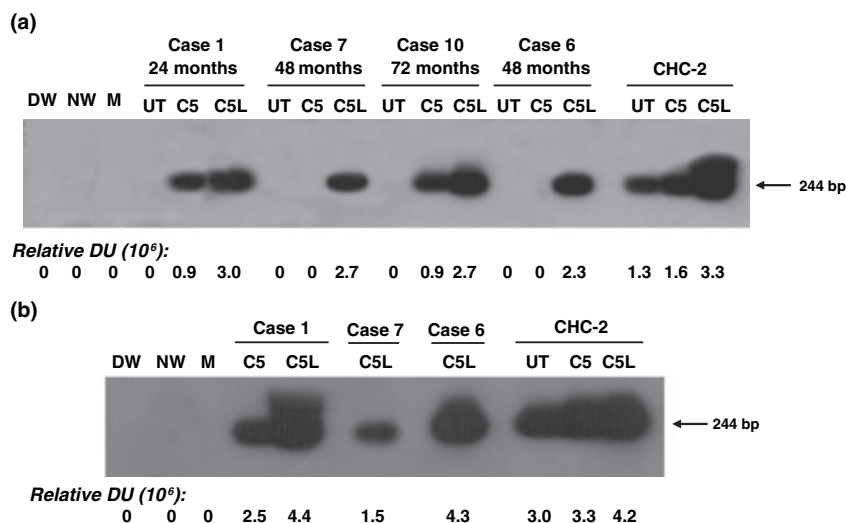 (a)
Case 1 Case 7 Case 10 Case 6
24 months 48 months 72 months 48 months CHC-2
DW NW M UT C5 C5L UT C5 C5L UT C5 C5L UT C5 C5L UT C5 C5L
244 bp
Relative DU (10⁶):
0 0 0 0 0.9 3.0 0 0 2.7 0 0.9 2.7 0 0 2.3 1.3 1.6 3.3
(b)
Case 1 Case 7 Case 6 CHC-2
DW NW M C5 C5L C5L C5L UT C5 C5L
244 bp
Relative DU (10⁶):
0 0 0 2.5 4.4 1.5 4.3 3.0 3.3 4.2